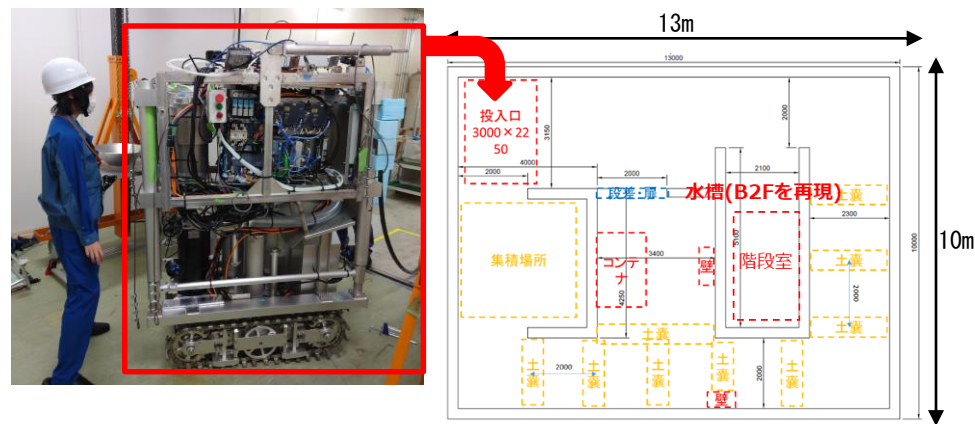 13m
13000
投入口
3000×22
50
3150
2000
4000
2000
2000
2100
段差・扉
水槽(B2Fを再現)
土嚢
2300
10000
10m
5100
集積場所
コンテ
ナ
3400
壁
階段室
土嚢
4250
2000
土嚢
土嚢
土嚢
土嚢
土嚢
土嚢
土嚢
2000
2000
壁